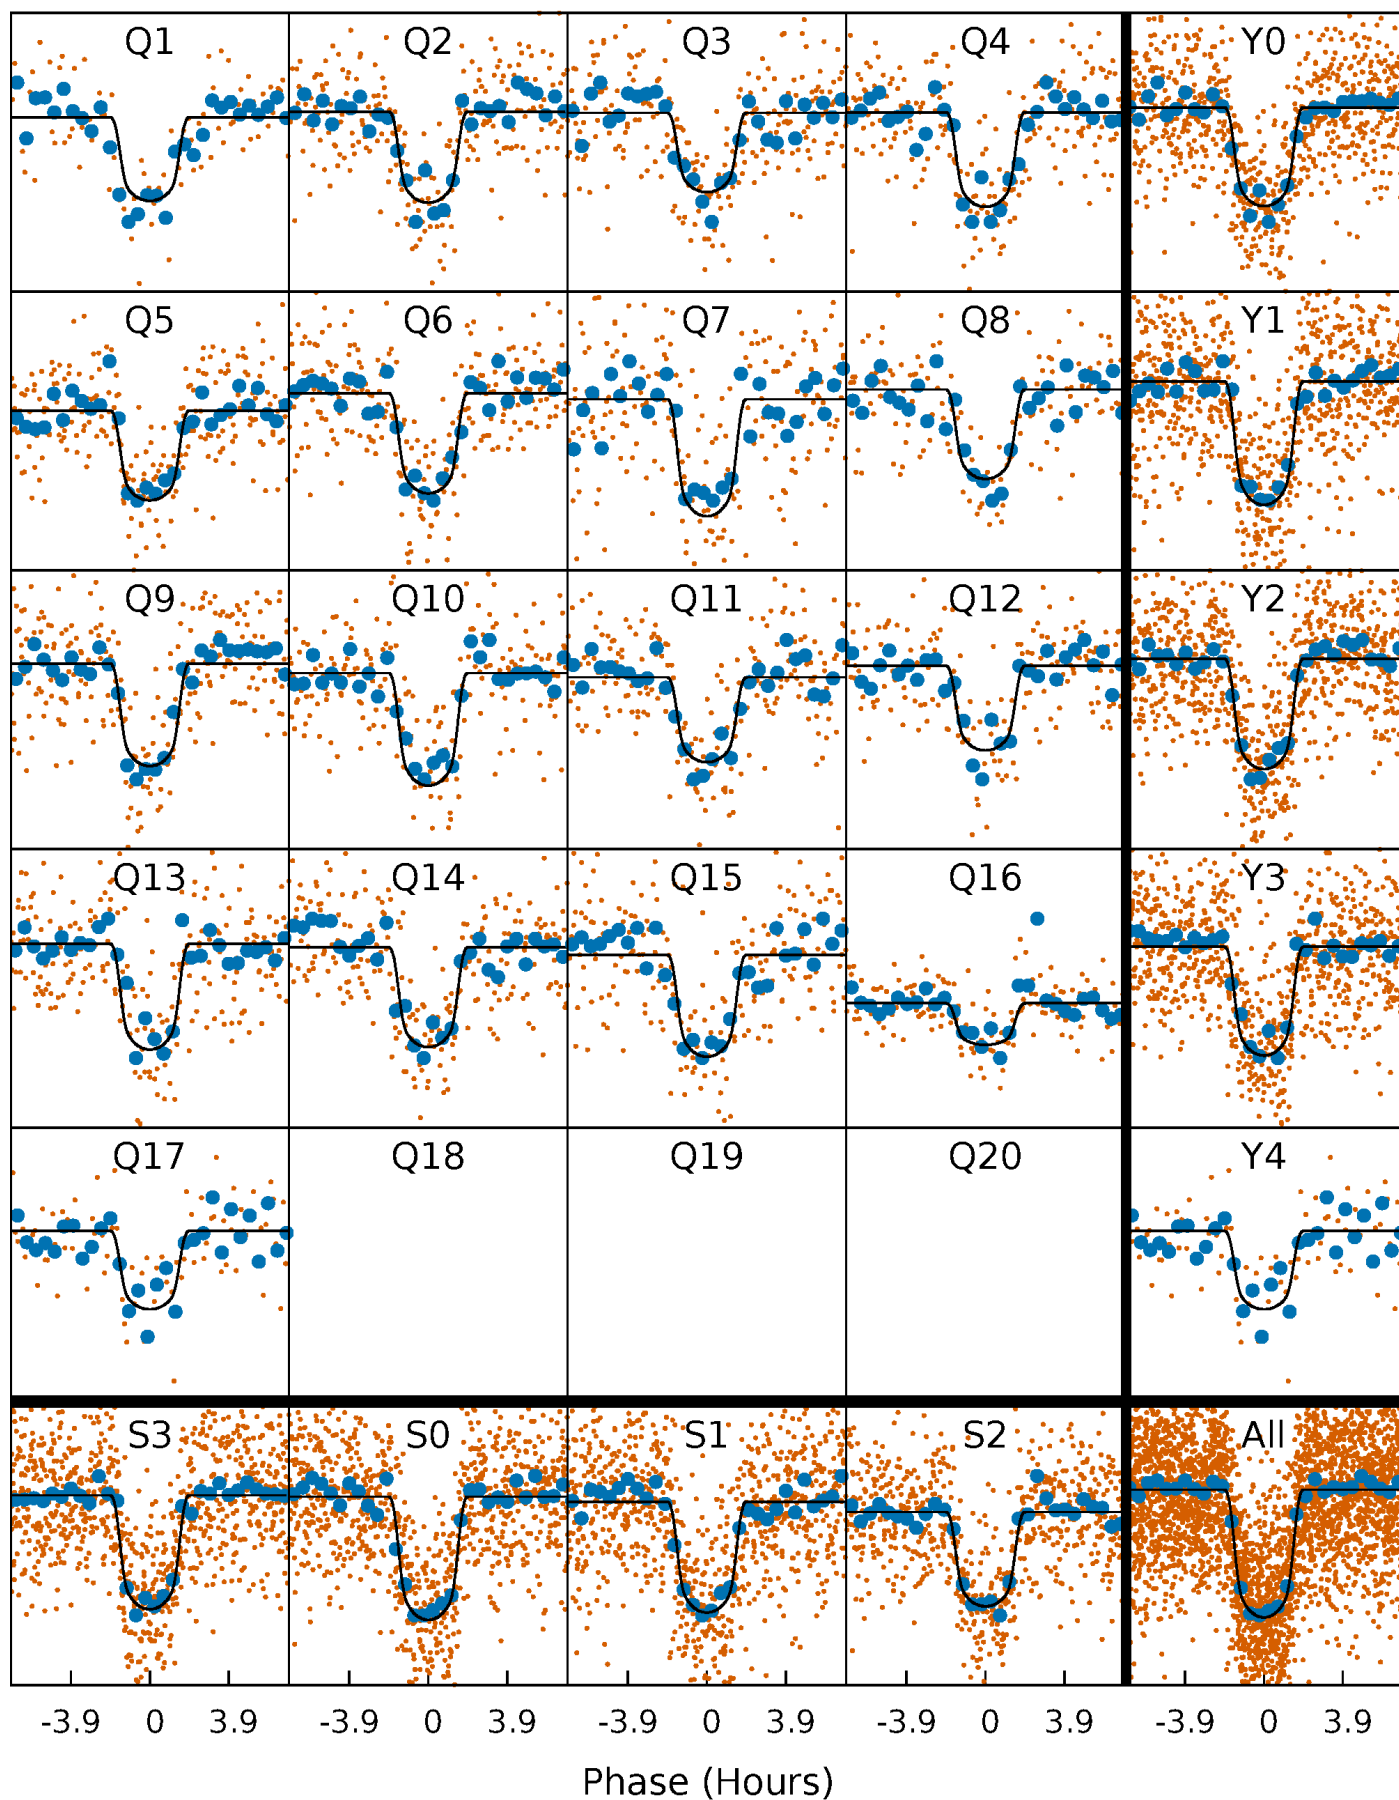 Q1 Q2 Q3 Q4 Y0
Q5 Q6 Q7 Q8 Y1
Q9 Q10 Q11 Q12 Y2
Q13 Q14 Q15 Q16 Y3
Q17 Q18 Q19 Q20 Y4
S3 S0 S1 S2 All
-3.9 0 3.9 -3.9 0 3.9 -3.9 0 3.9 -3.9 0 3.9 -3.9 0 3.9
Phase (Hours)